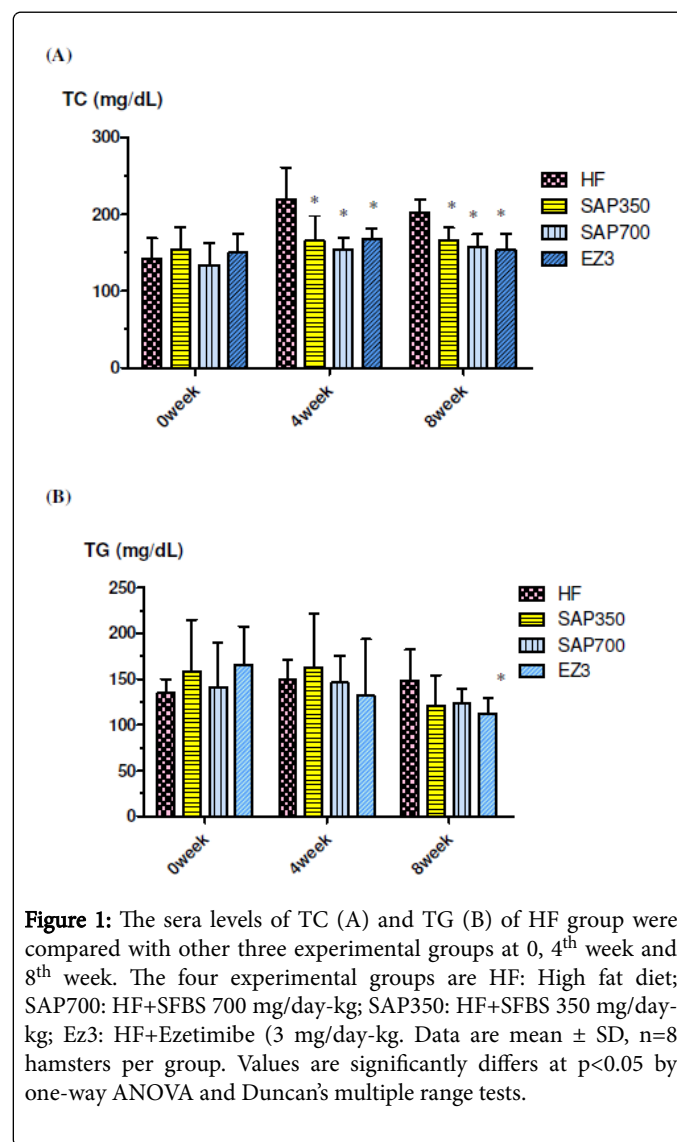 (A)
TC (mg/dL)
300
200
100
0
* * *
* * *
HF
SAP350
SAP700
EZ3
0week
4week
8week
(B)
TG (mg/dL)
250
200
150
100
50
0
*
HF
SAP350
SAP700
EZ3
0week
4week
8week
Figure 1: The sera levels of TC (A) and TG (B) of HF group were
compared with other three experimental groups at 0, 4th week and
8th week. The four experimental groups are HF: High fat diet;
SAP700: HF+SFBS 700 mg/day-kg; SAP350: HF+SFBS 350 mg/day-
kg; Ez3: HF+Ezetimibe (3 mg/day-kg. Data are mean ± SD, n=8
hamsters per group. Values are significantly differs at p<0.05 by
one-way ANOVA and Duncan's multiple range tests.